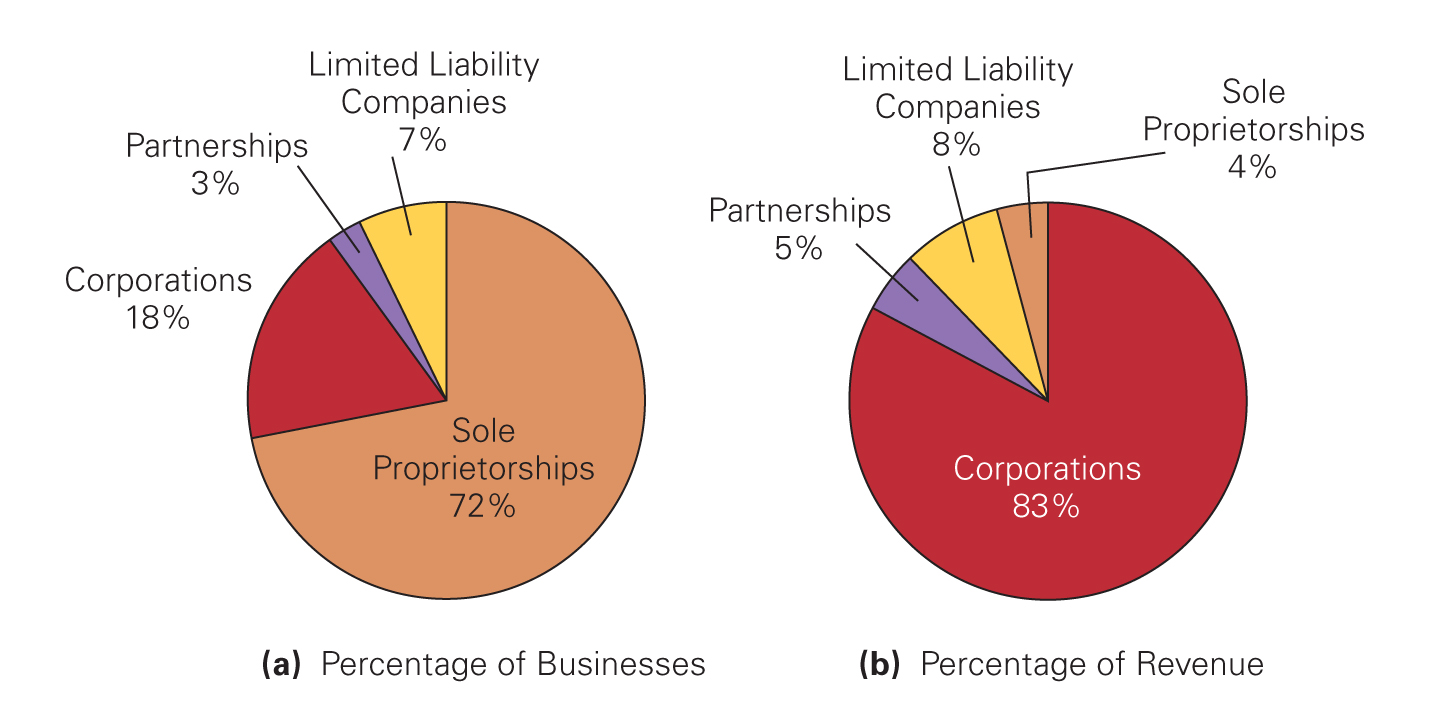 Limited Liability
Companies
7%
Partnerships
3%
Corporations
18%
Sole
Proprietorships
72%
(a) Percentage of Businesses
Limited Liability
Companies
8%
Sole
Proprietorships
4%
Partnerships
5%
Corporations
83%
(b) Percentage of Revenue